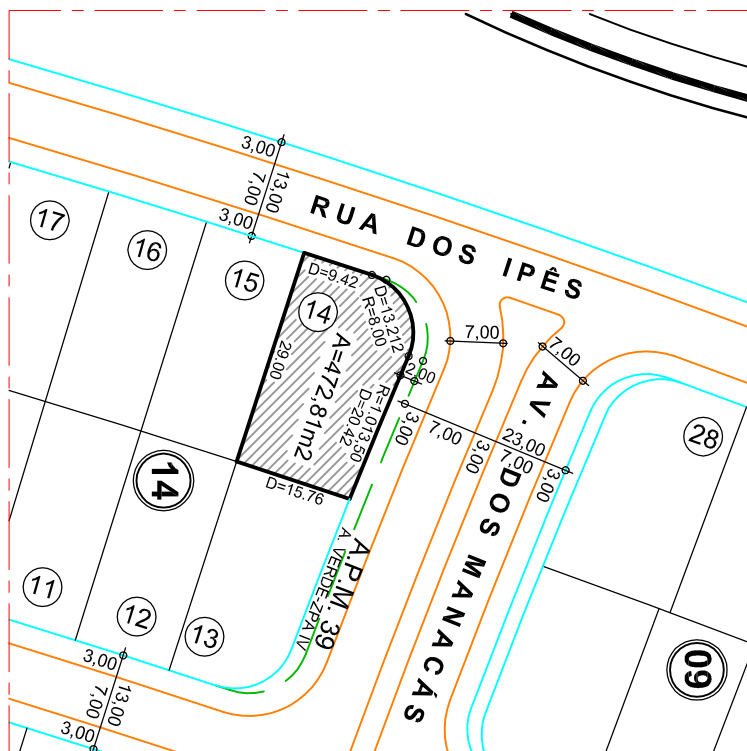 3,00
13,00
7,00
3,00
RUA DOS IPÊS
17
16
15
14
D=9.42
D=13.212
R=8.00
29.00
A=472,81m2
R=1.013,50
D=20.42
D=15.76
2,00
7,00
7,00
3,00
7,00
3,00
23,00
7,00
3,00
AV. DOS MANACÁS
28
14
11
12
13
A.P.M. 39
A. VERDE-ZPA IV
09
3,00
13,00
7,00
3,00